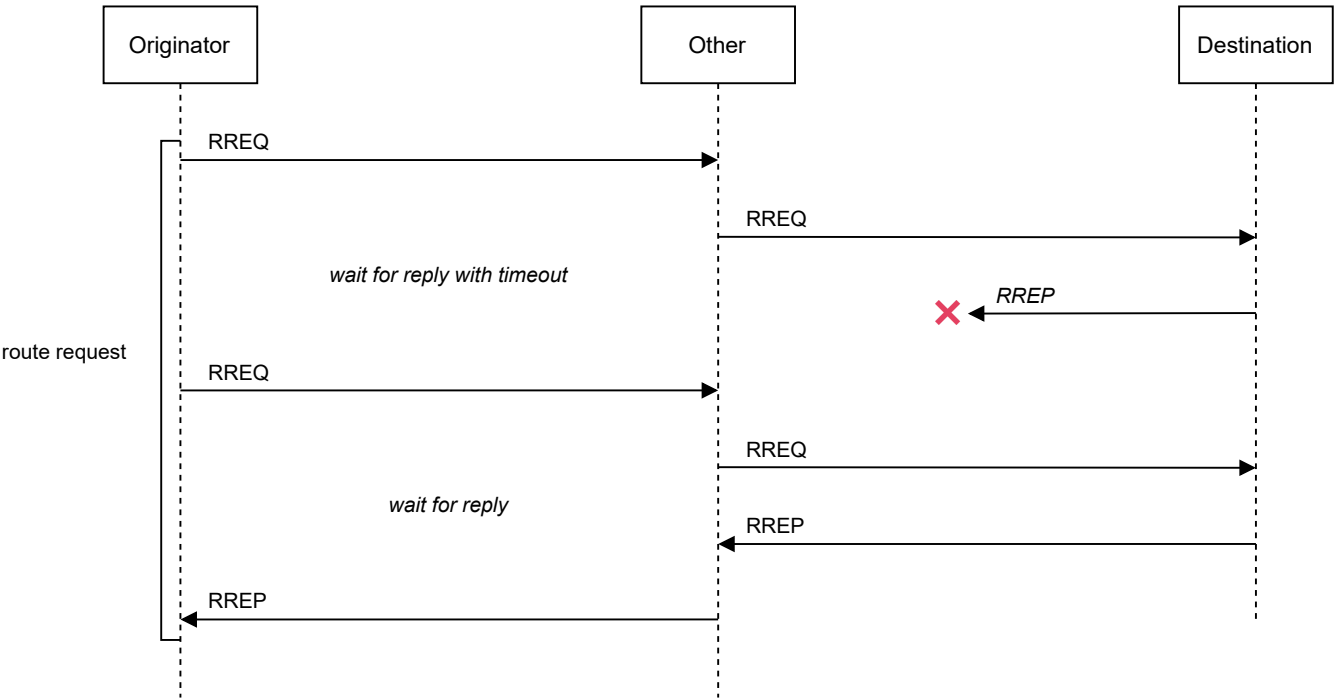 Originator
Other
Destination
RREQ
RREQ
wait for reply with timeout
RREP
route request
RREQ
RREQ
wait for reply
RREP
RREP